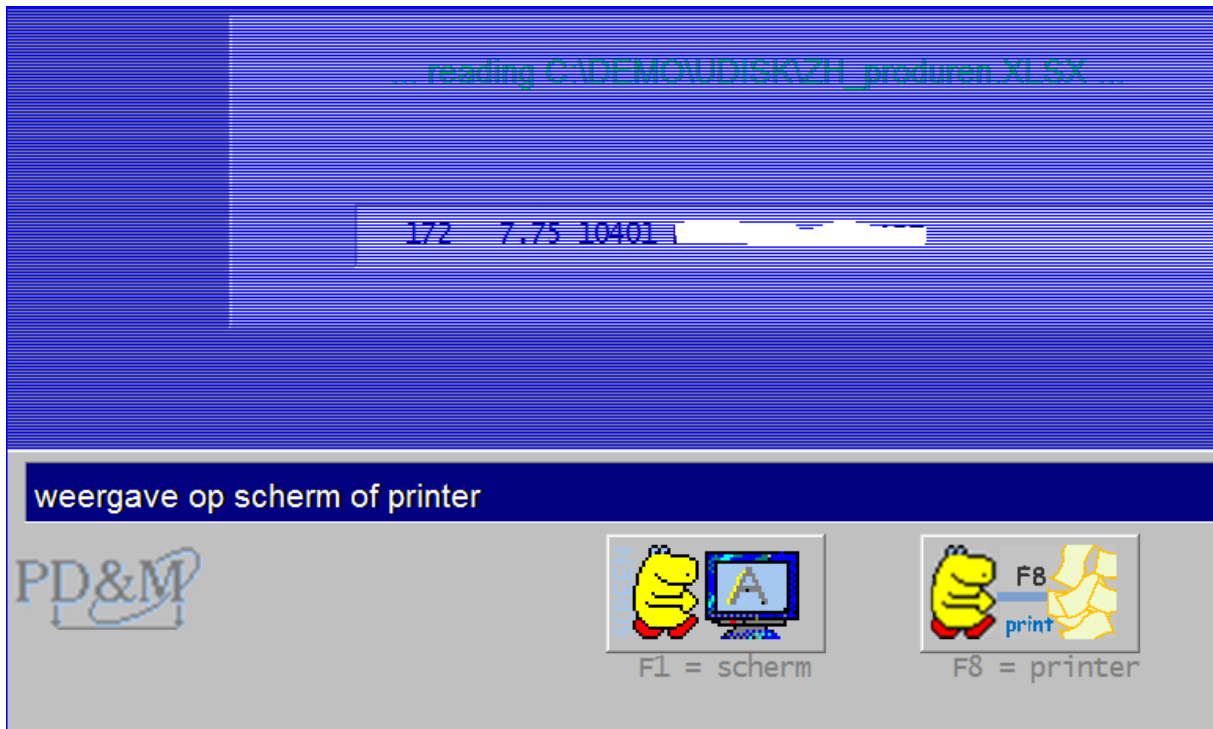 ... reading C:\DEMO\UDISK\ZH_produren.XLSX ...
172 7.75 10401
weergave op scherm of printer
PD&M
SCREEN
A
F8
print
F1 = scherm
F8 = printer